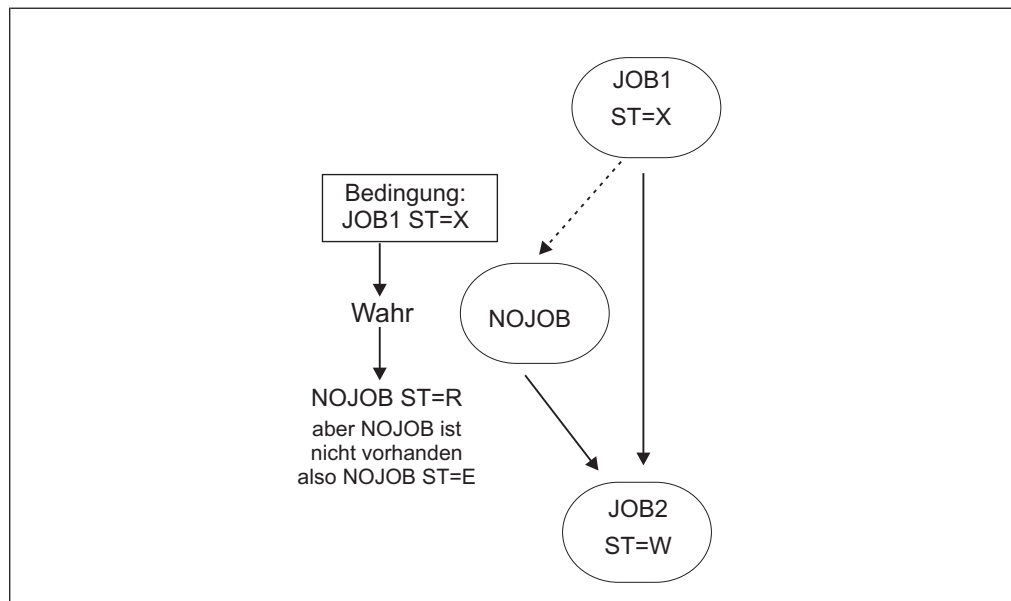 JOB1
ST=X
Bedingung:
JOB1 ST=X
Wahr
NOJOB
NOJOB ST=R
aber NOJOB ist
nicht vorhanden
also NOJOB ST=E
JOB2
ST=W